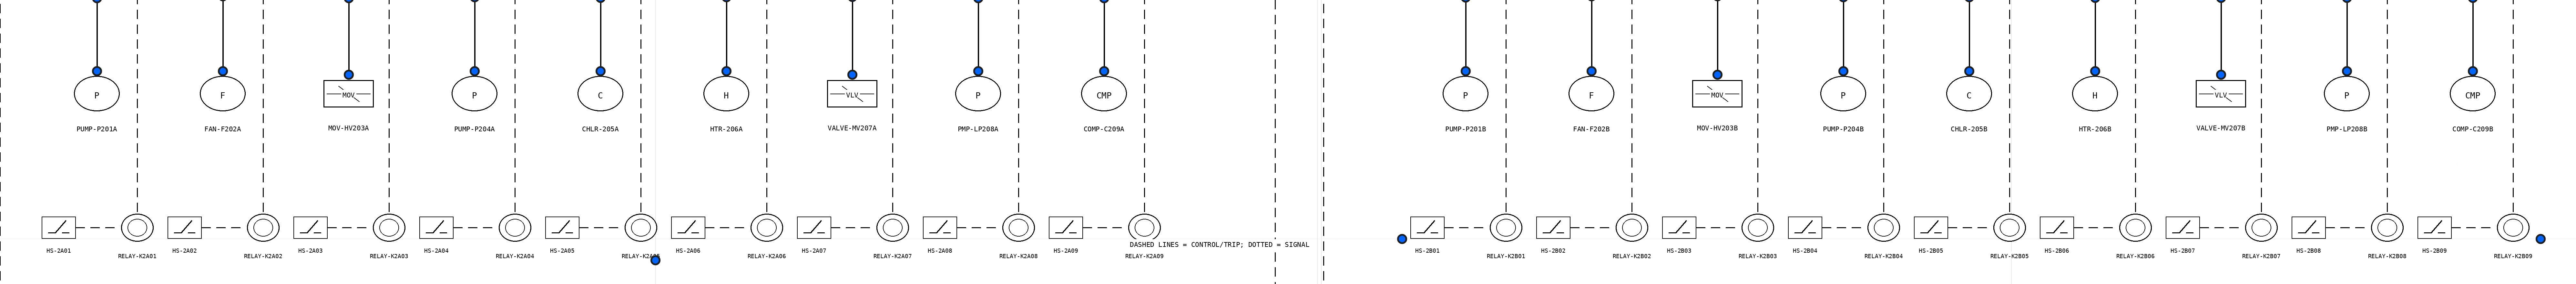 P F MOV P C H VLV P CMP P F MOV P C H VLV P CMP
PUMP-P201A FAN-F202A MOV-HV203A PUMP-P204A CHLR-205A HTR-206A VALVE-MV207A PMP-LP208A COMP-C209A PUMP-P201B FAN-F202B MOV-HV203B PUMP-P204B CHLR-205B HTR-206B VALVE-MV207B PMP-LP208B COMP-C209B
DASHED LINES = CONTROL/TRIP; DOTTED = SIGNAL
HS-2A01 HS-2A02 HS-2A03 HS-2A04 HS-2A05 HS-2A06 HS-2A07 HS-2A08 HS-2A09 HS-2B01 HS-2B02 HS-2B03 HS-2B04 HS-2B05 HS-2B06 HS-2B07 HS-2B08 HS-2B09
RELAY-K2A01 RELAY-K2A02 RELAY-K2A03 RELAY-K2A04 RELAY-K2A05 RELAY-K2A06 RELAY-K2A07 RELAY-K2A08 RELAY-K2A09 RELAY-K2B01 RELAY-K2B02 RELAY-K2B03 RELAY-K2B04 RELAY-K2B05 RELAY-K2B06 RELAY-K2B07 RELAY-K2B08 RELAY-K2B09